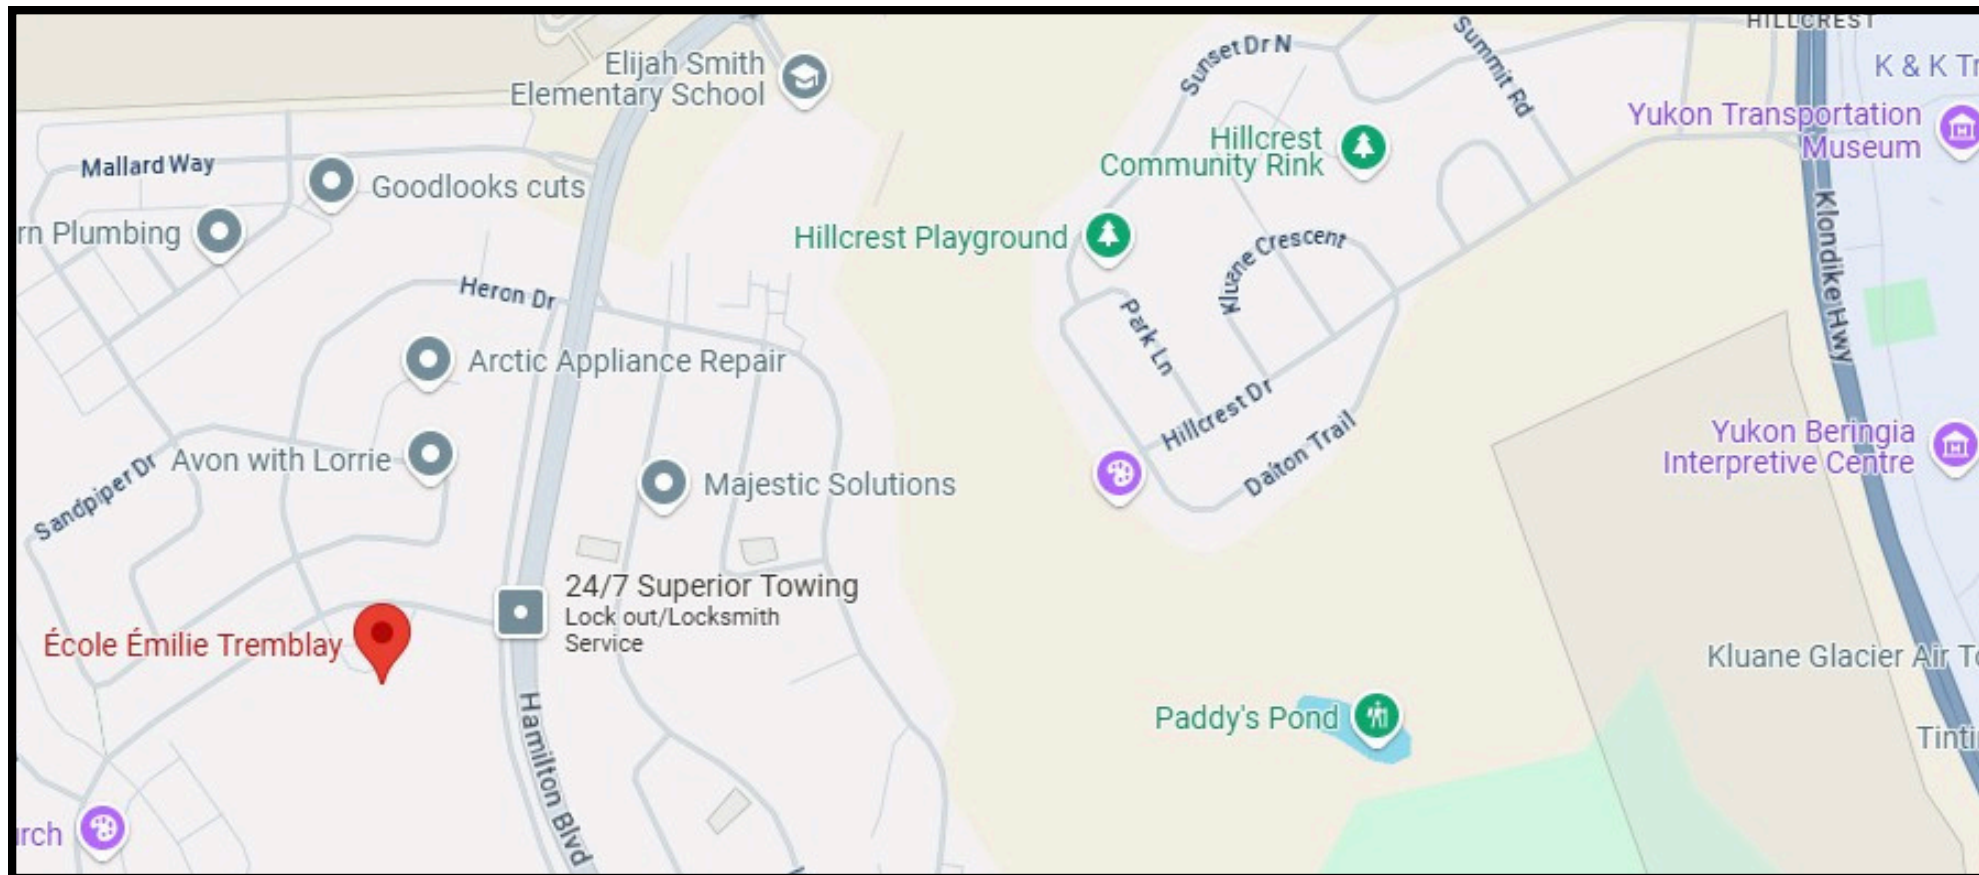 HILLCREST
Elijah Smith
Elementary School
Sunset Dr N
Summit Rd
K & K Tr
Yukon Transportation
Museum
Mallard Way
Goodlooks cuts
Hillcrest
Community Rink
rn Plumbing
Hillcrest Playground
Kluane Crescent
Klondike Hwy
Heron Dr
Park Ln
Arctic Appliance Repair
Hillcrest Dr
Dalton Trail
Yukon Beringia
Interpretive Centre
Sandpiper Dr
Avon with Lorrie
Majestic Solutions
24/7 Superior Towing
Lock out/Locksmith
Service
École Émilie Tremblay
Kluane Glacier Air To
Hamilton Blvd
Paddy's Pond
Tinti
urch